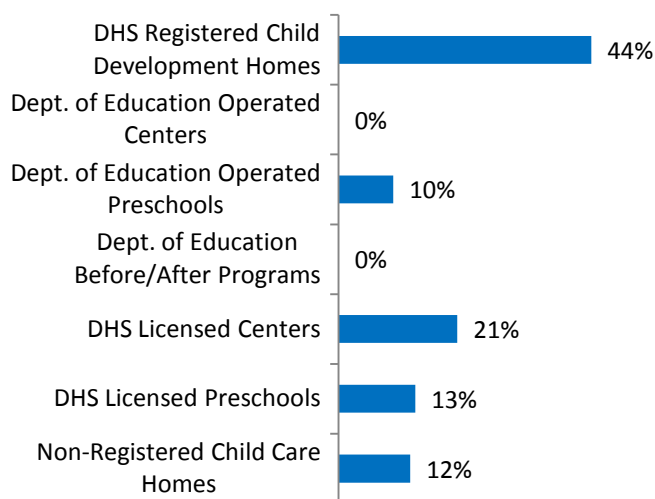 DHS Registered Child
Development Homes
44%
Dept. of Education Operated
Centers
0%
Dept. of Education Operated
Preschools
10%
Dept. of Education
Before/After Programs
0%
DHS Licensed Centers
21%
DHS Licensed Preschools
13%
Non-Registered Child Care
Homes
12%